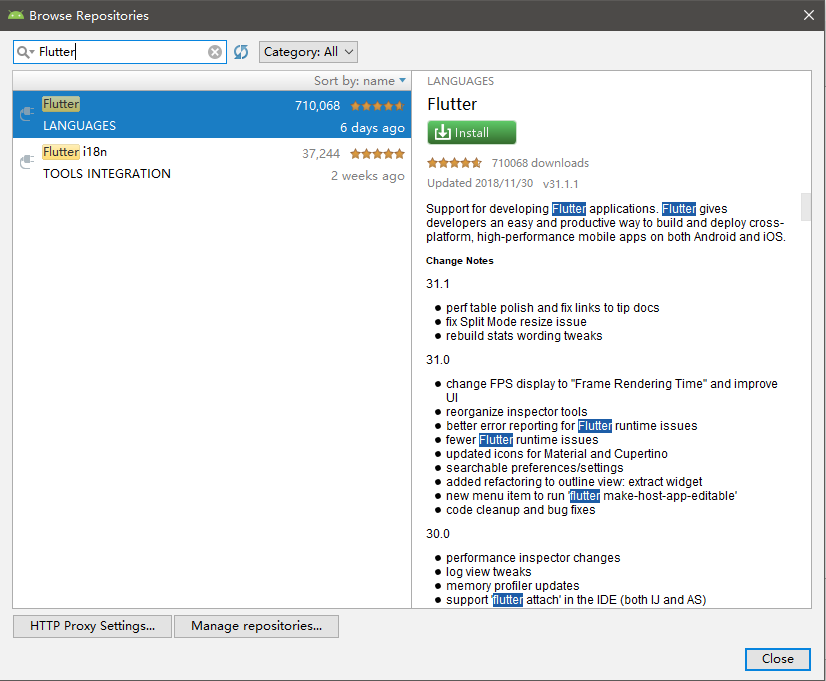 Browse Repositories
Flutter
Category: All
Sort by: name
Flutter 710,068
LANGUAGES 6 days ago
Flutter i18n 37,244
TOOLS INTEGRATION 2 weeks ago
LANGUAGES
Flutter
Install
710068 downloads
Updated 2018/11/30 v31.1.1
Support for developing Flutter applications. Flutter gives
developers an easy and productive way to build and deploy cross-
platform, high-performance mobile apps on both Android and iOS.
Change Notes
31.1
● perf table polish and fix links to tip docs
● fix Split Mode resize issue
● rebuild stats wording tweaks
31.0
● change FPS display to "Frame Rendering Time" and improve
UI
● reorganize inspector tools
● better error reporting for Flutter runtime issues
● fewer Flutter runtime issues
● updated icons for Material and Cupertino
● searchable preferences/settings
● added refactoring to outline view: extract widget
● new menu item to run 'flutter make-host-app-editable'
● code cleanup and bug fixes
30.0
● performance inspector changes
● log view tweaks
● memory profiler updates
● support 'flutter attach' in the IDE (both IJ and AS)
HTTP Proxy Settings...
Manage repositories...
Close